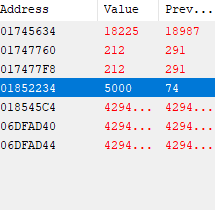 Address Value Prev...
01745634 18225 18987
01747760 212 291
017477F8 212 291
01852234 5000 74
018545C4 4294... 4294...
06DFAD40 4294... 4294...
06DFAD44 4294... 4294...